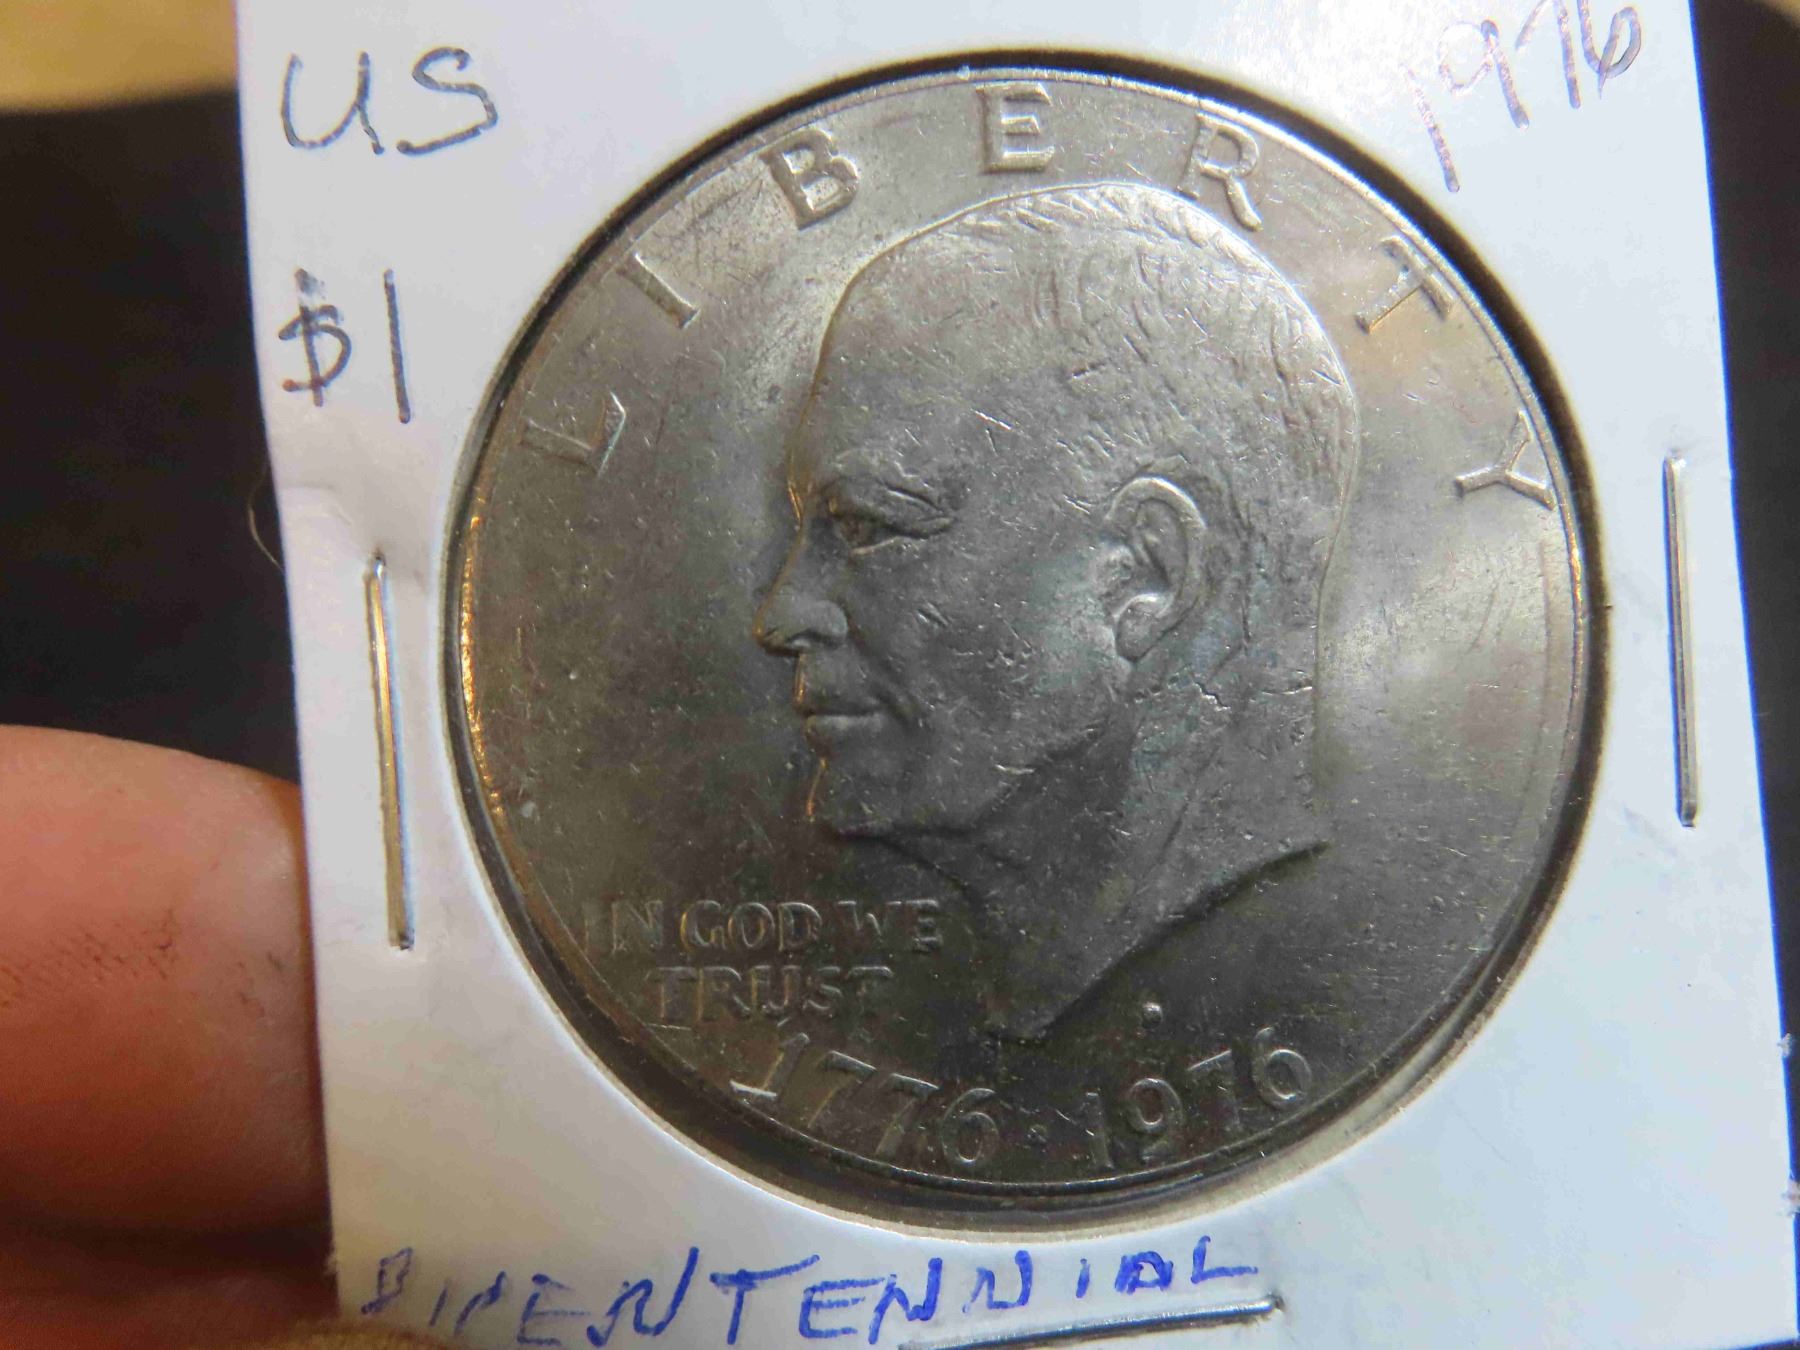 US
1976
$1
LIBERTY
IN GOD WE
TRUST
1776 · 1976
BICENTENNIAL